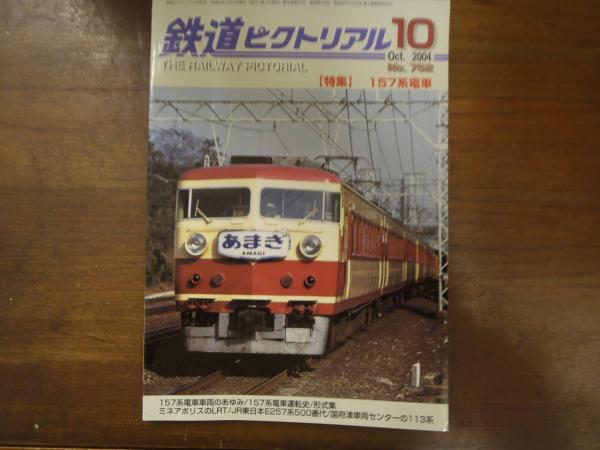 鉄道ピクトリアル 10
Oct. 2004
THE RAILWAY PICTORIAL No. 752
【特集】 157系電車
あまぎ
AMAGI
157系電車車両のあゆみ/157系電車運転史/形式集
ミネアポリスのLRT/JR東日本E257系500番代/国府津車両センターの113系